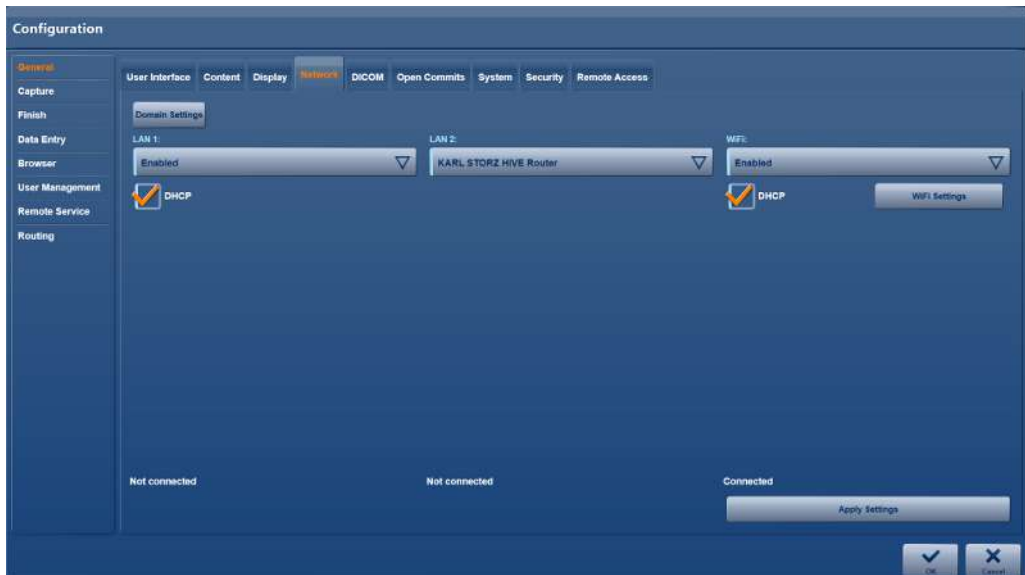 Configuration
General
Capture
Finish
Data Entry
Browser
User Management
Remote Service
Routing
User Interface Content Display Network DICOM Open Commits System Security Remote Access
Domain Settings
LAN 1: LAN 2: WiFi:
Enabled KARL STORZ HIVE Router Enabled
DHCP DHCP WiFi Settings
Not connected Not connected Connected
Apply Settings
OK Cancel